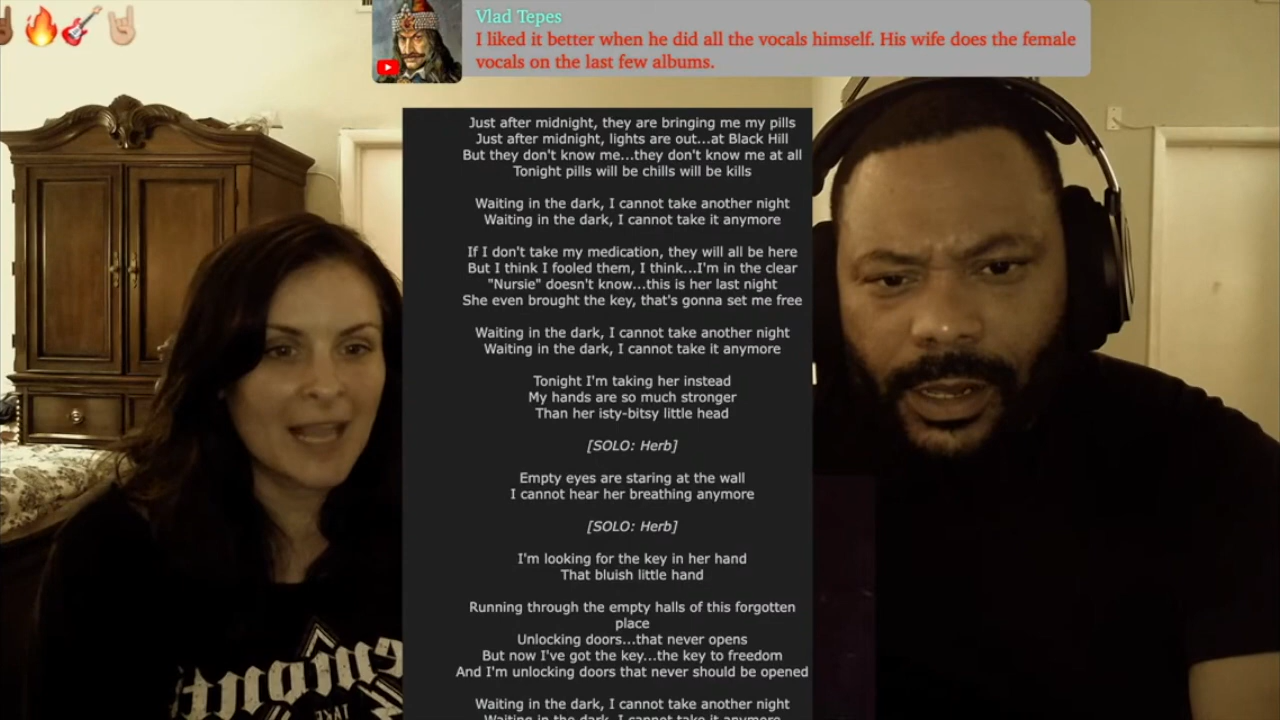 Vlad Tepes
I liked it better when he did all the vocals himself. His wife does the female
vocals on the last few albums.
Just after midnight, they are bringing me my pills
Just after midnight, lights are out...at Black Hill
But they don't know me...they don't know me at all
Tonight pills will be chills will be kills
Waiting in the dark, I cannot take another night
Waiting in the dark, I cannot take it anymore
If I don't take my medication, they will all be here
But I think I fooled them, I think...I'm in the clear
"Nursie" doesn't know...this is her last night
She even brought the key, that's gonna set me free
Waiting in the dark, I cannot take another night
Waiting in the dark, I cannot take it anymore
Tonight I'm taking her instead
My hands are so much stronger
Than her isty-bitsy little head
[SOLO: Herb]
Empty eyes are staring at the wall
I cannot hear her breathing anymore
[SOLO: Herb]
I'm looking for the key in her hand
That bluish little hand
Running through the empty halls of this forgotten
place
Unlocking doors...that never opens
But now I've got the key...the key to freedom
And I'm unlocking doors that never should be opened
Waiting in the dark, I cannot take another night
Waiting in the dark, I cannot take it anymore